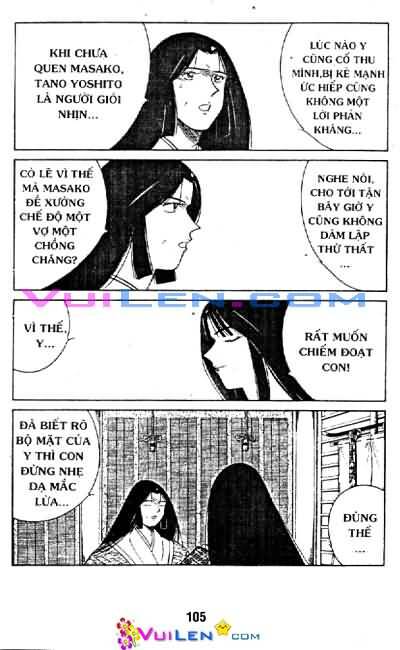 KHI CHƯA
QUEN MASAKO,
TANO YOSHITO
LÀ NGƯỜI GIỎI
NHỊN...
LÚC NÀO Y
CŨNG CỐ THU
MÌNH,BỊ KẺ MẠNH
ỨC HIẾP CŨNG
KHÔNG MỘT
LỜI PHẢN
KHÁNG...
CÓ LẼ VÌ THẾ
MÀ MASAKO
ĐỀ XƯỚNG
CHẾ ĐỘ MỘT
VỢ MỘT
CHỒNG
CHĂNG?
NGHE NÓI,
CHO TỚI TẬN
BÂY GIỜ Y
CŨNG KHÔNG
DÁM LẬP
THỨ THẤT
...
VUILEN.COM
VÌ THẾ,
Y...
RẤT MUỐN
CHIẾM ĐOẠT
CON!
ĐÃ BIẾT RÕ
BỘ MẶT CỦA
Y THÌ CON
ĐỪNG NHẸ
DẠ MẮC
LỪA...
ĐÚNG
THẾ
...
105
VUILEN.COM